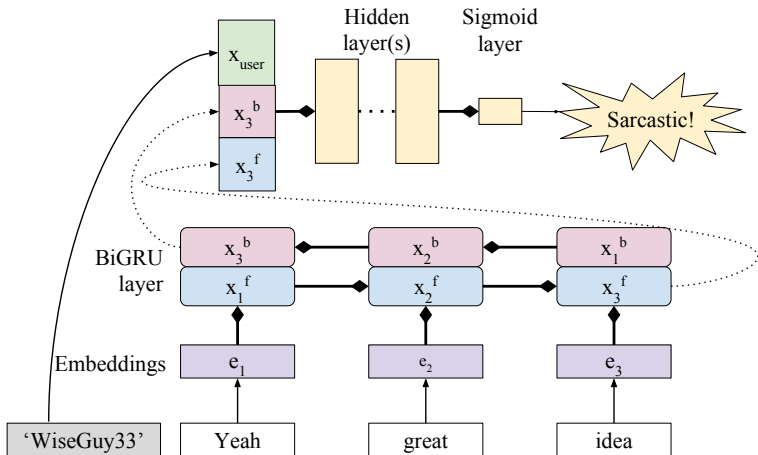 Hidden
layer(s)
Sigmoid
layer
x_user
x_3^b
x_3^f
Sarcastic!
BiGRU
layer
x_3^b x_2^b x_1^b
x_1^f x_2^f x_3^f
Embeddings
e_1 e_2 e_3
‘WiseGuy33’ Yeah great idea